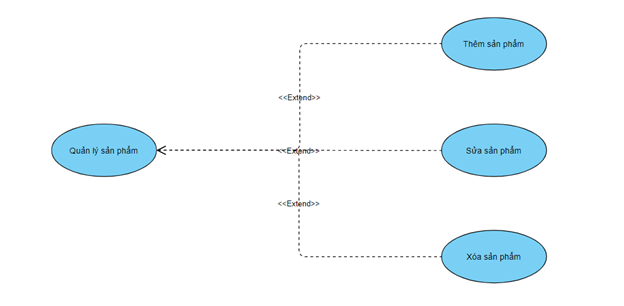 Thêm sản phẩm
<<Extend>>
Quản lý sản phẩm
<<Extend>>
Sửa sản phẩm
<<Extend>>
Xóa sản phẩm